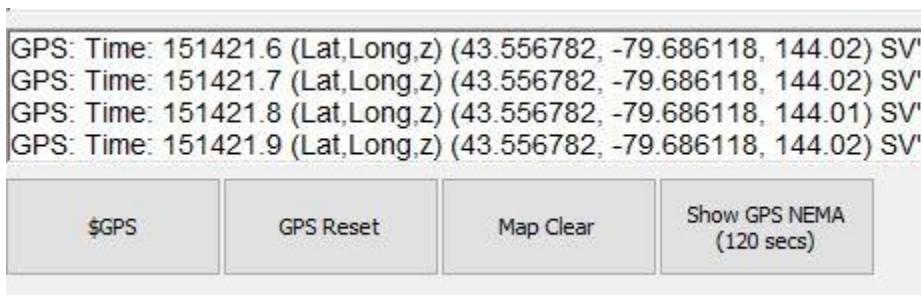 GPS: Time: 151421.6 (Lat,Long,z) (43.556782, -79.686118, 144.02) SV'
GPS: Time: 151421.7 (Lat,Long,z) (43.556782, -79.686118, 144.02) SV'
GPS: Time: 151421.8 (Lat,Long,z) (43.556782, -79.686118, 144.01) SV'
GPS: Time: 151421.9 (Lat,Long,z) (43.556782, -79.686118, 144.02) SV'
$GPS
GPS Reset
Map Clear
Show GPS NEMA
(120 secs)